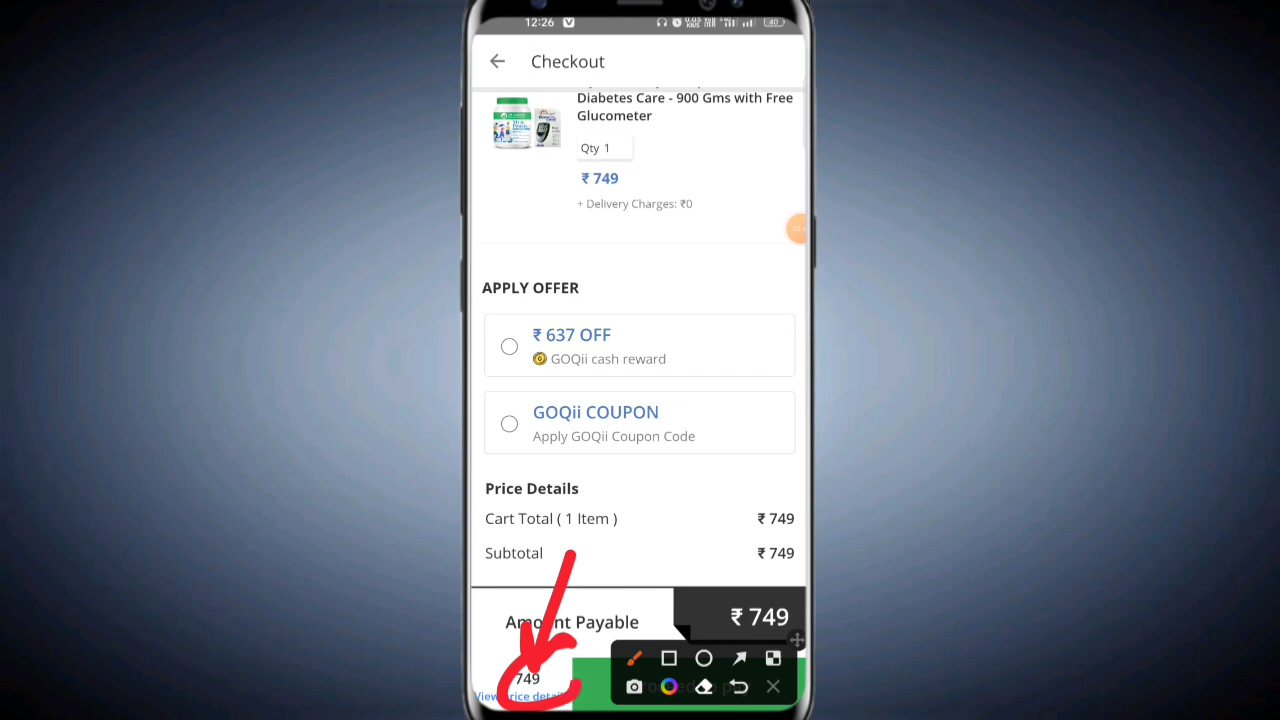 12:26
40
Checkout
Diabetes Care - 900 Gms with Free
Glucometer
Qty 1
₹ 749
+ Delivery Charges: ₹0
APPLY OFFER
₹ 637 OFF
GOQii cash reward
GOQii COUPON
Apply GOQii Coupon Code
Price Details
Cart Total ( 1 Item ) ₹ 749
Subtotal ₹ 749
Amount Payable ₹ 749
749
View price details